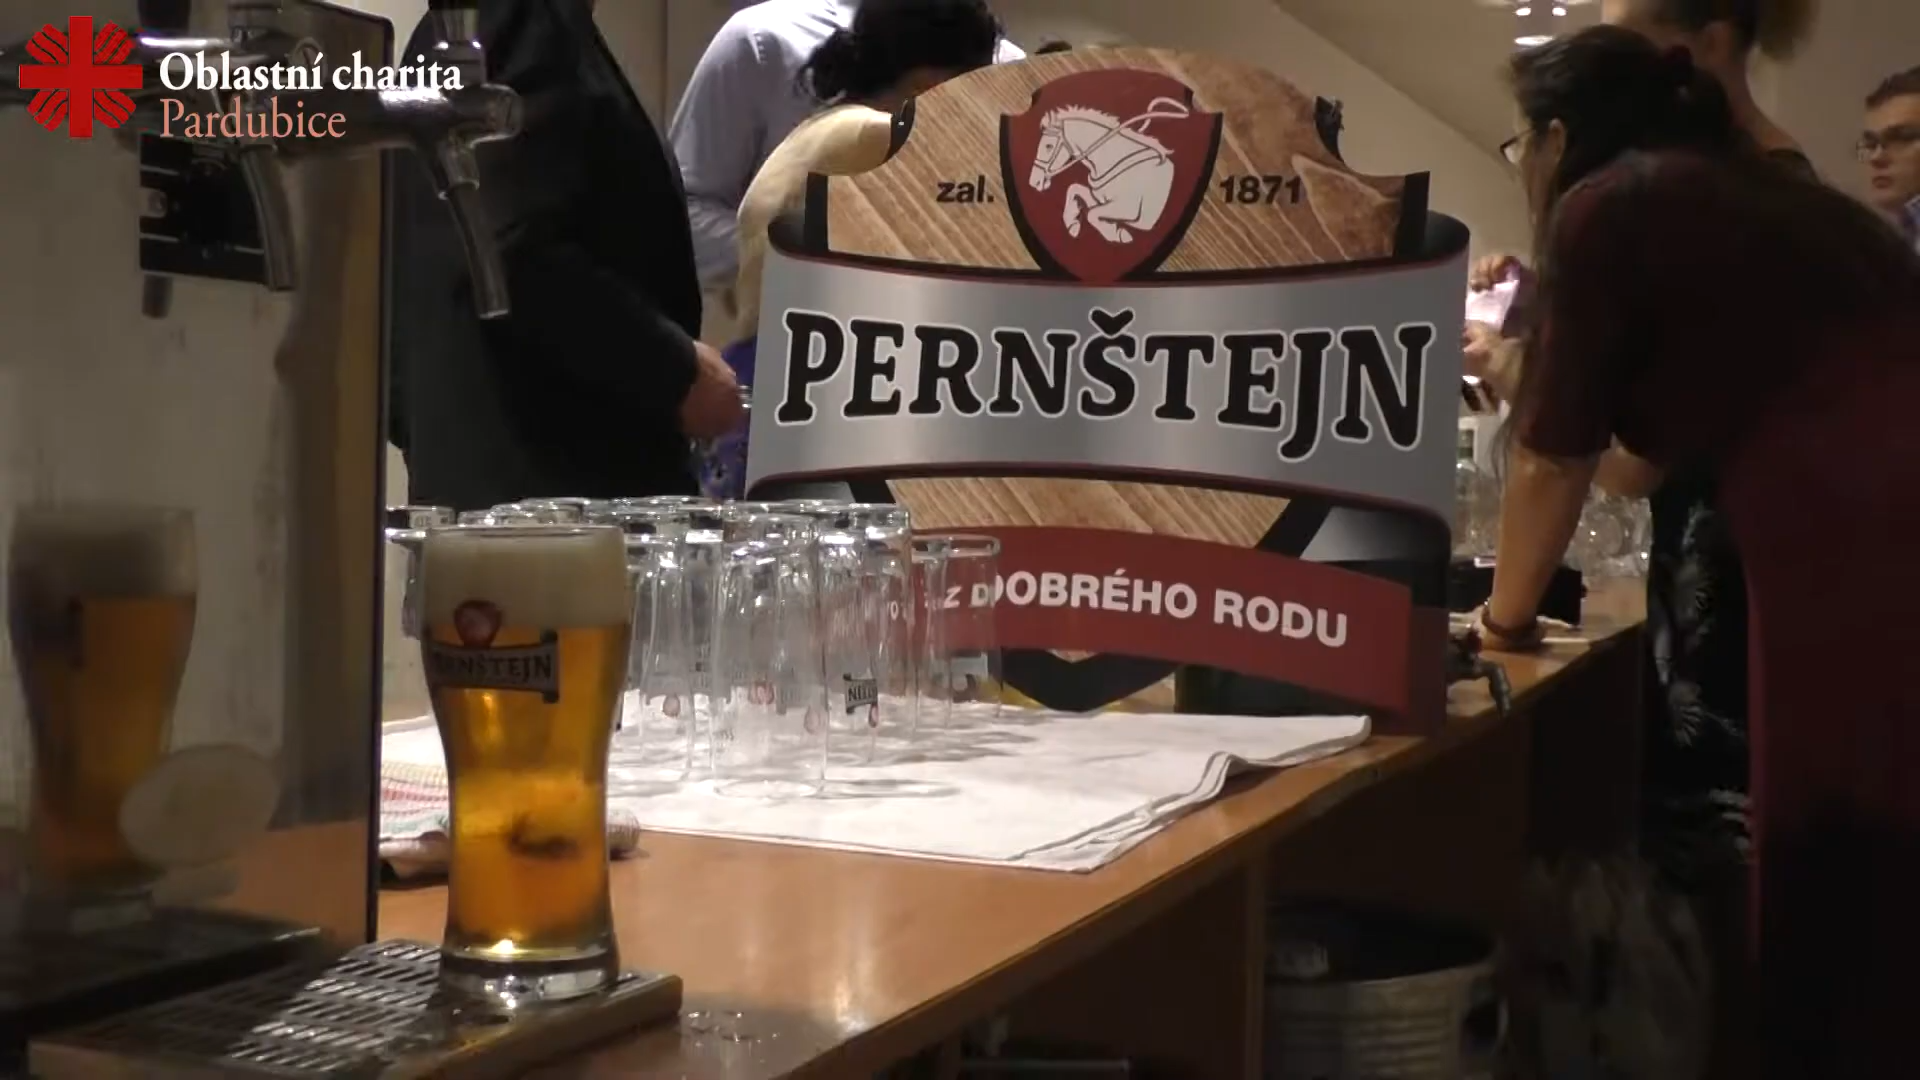 Oblastní charita
Pardubice
zal. 1871
PERNŠTEJN
Z DOBRÉHO RODU
PERNŠTEJN